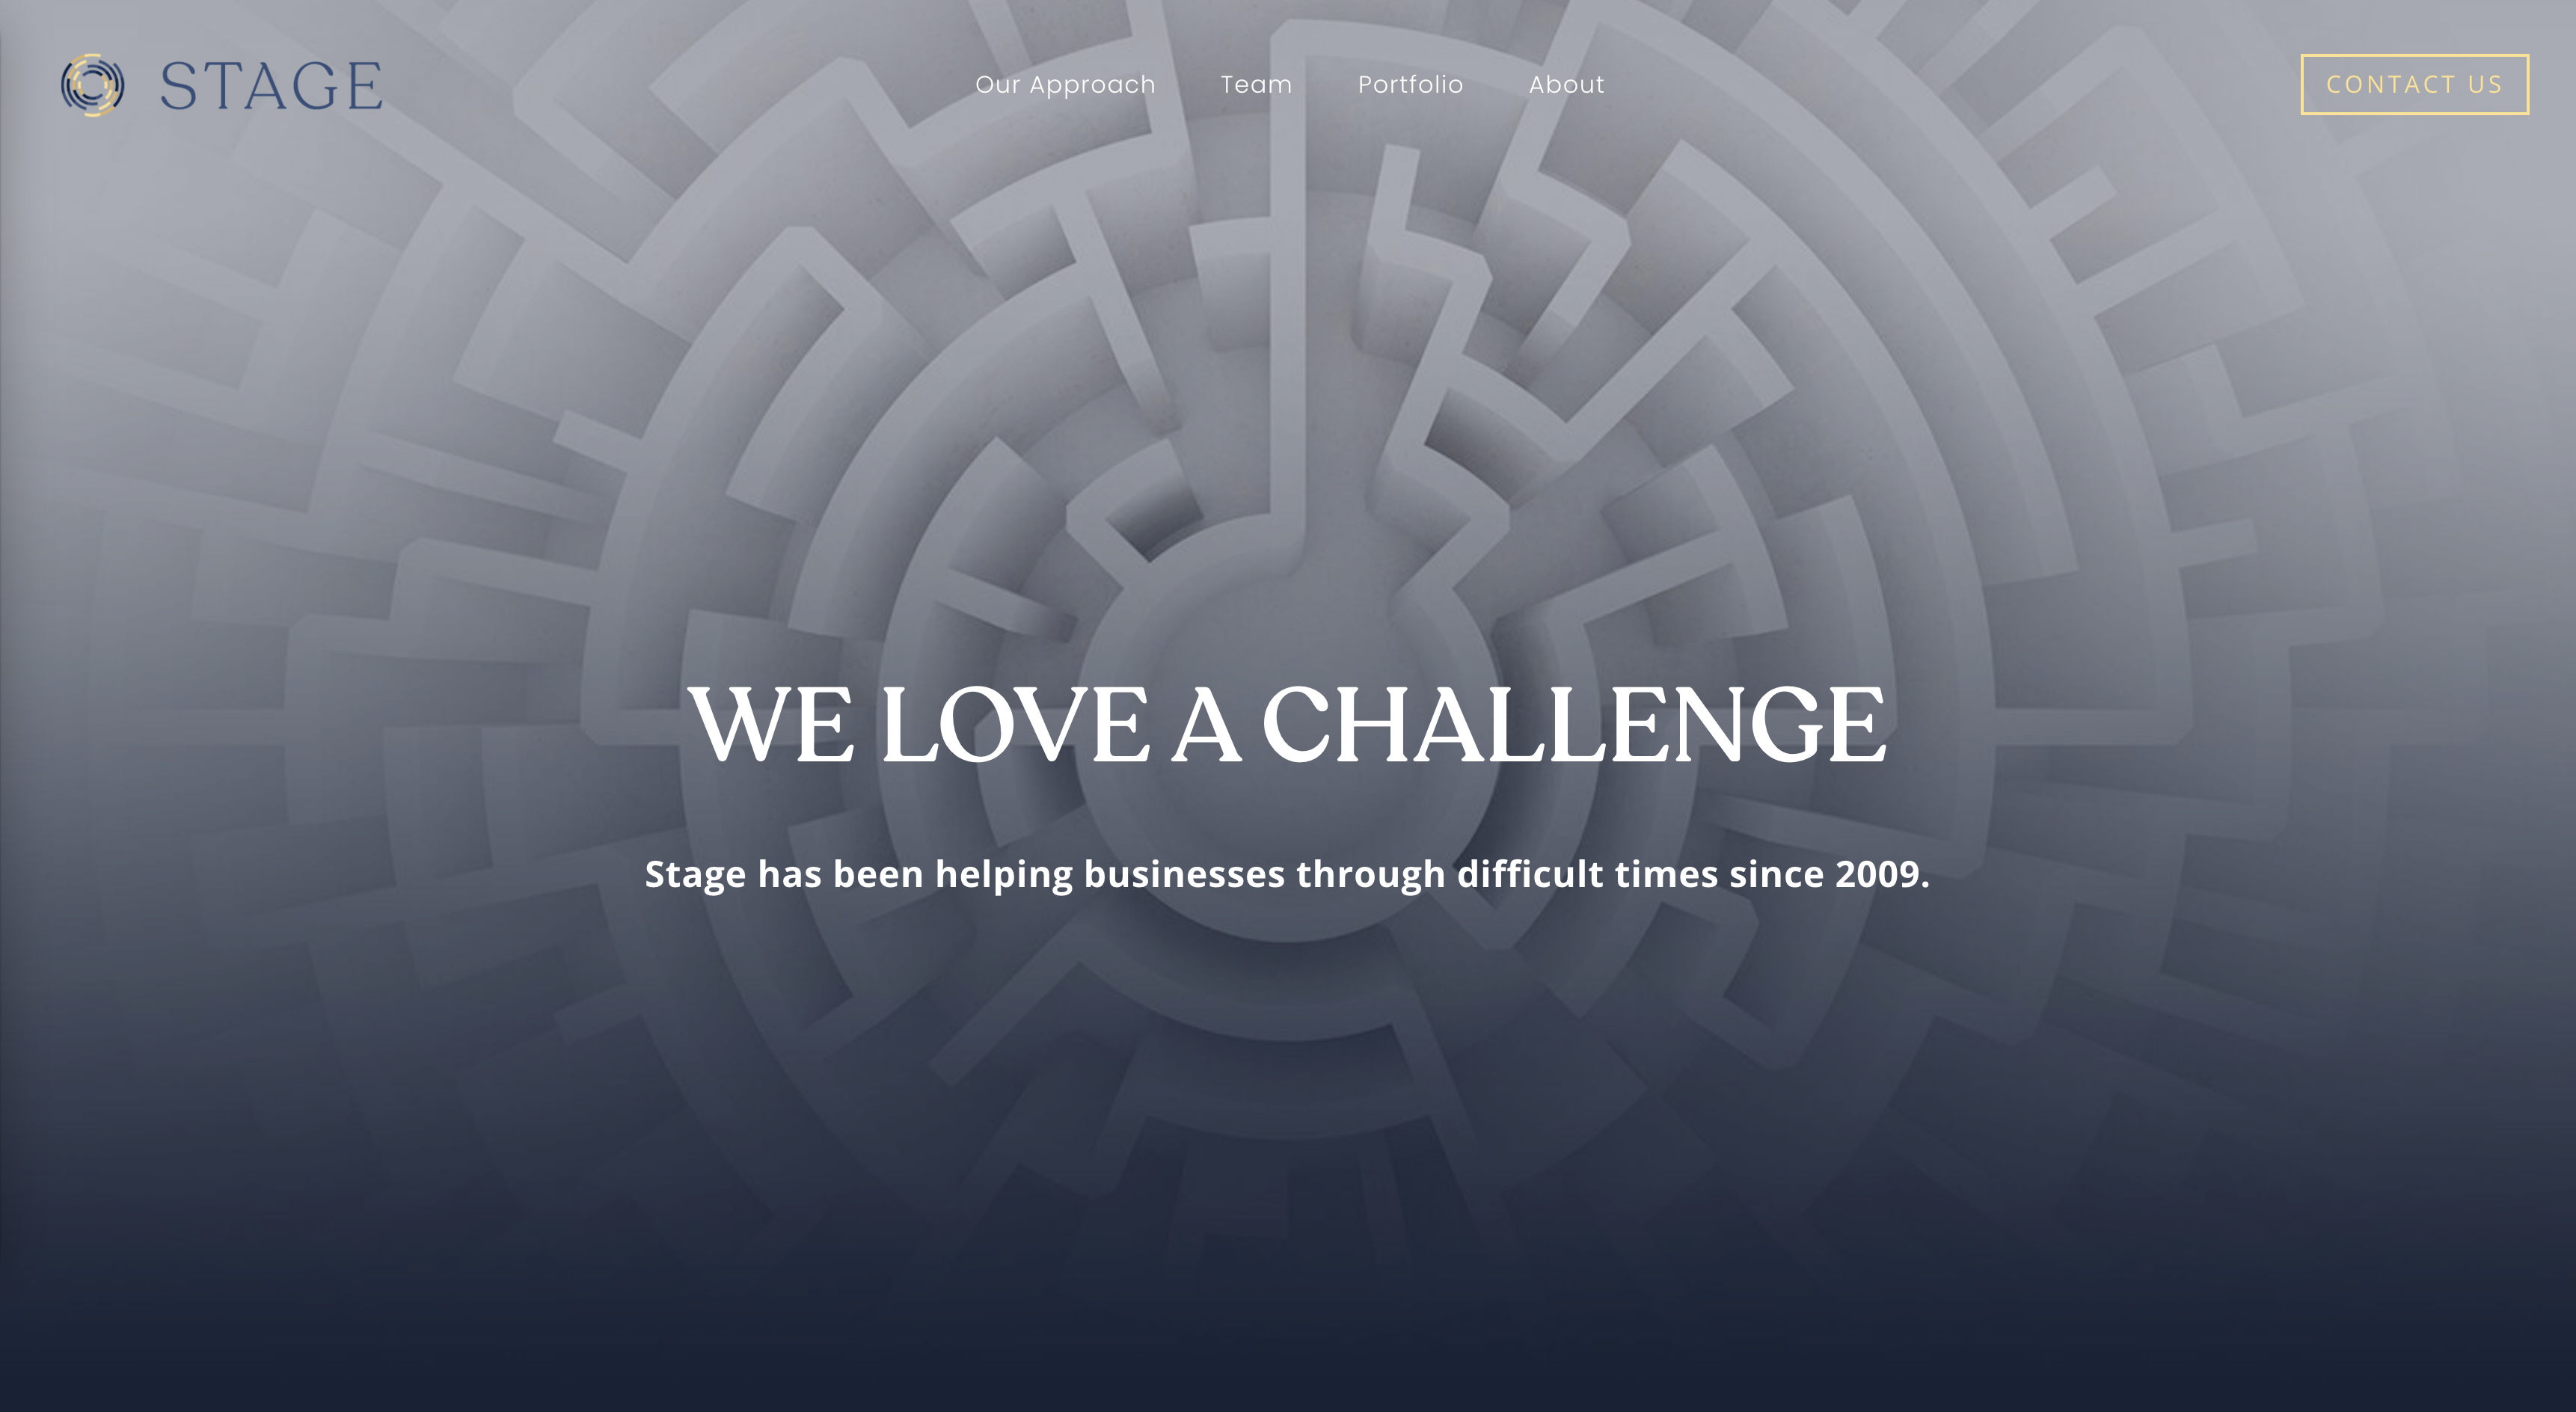 STAGE
Our Approach
Team
Portfolio
About
CONTACT US
WE LOVE A CHALLENGE
Stage has been helping businesses through difficult times since 2009.